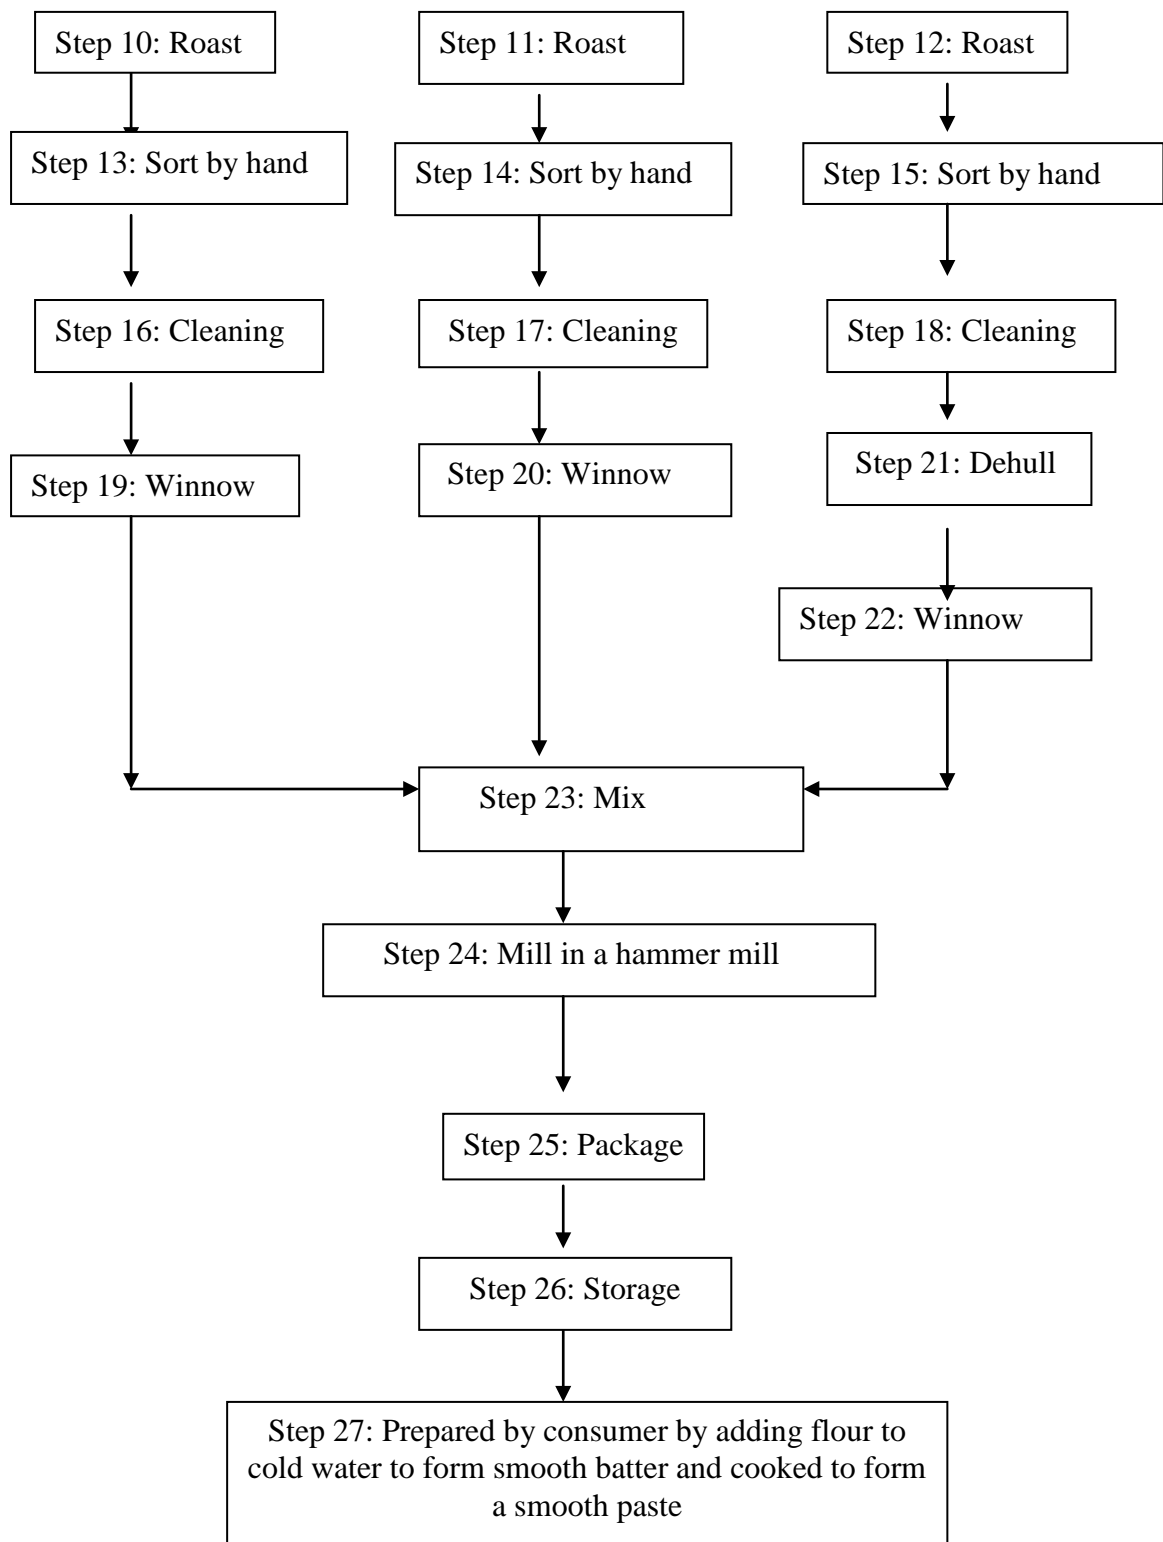 Step 10: Roast
Step 11: Roast
Step 12: Roast
Step 13: Sort by hand
Step 14: Sort by hand
Step 15: Sort by hand
Step 16: Cleaning
Step 17: Cleaning
Step 18: Cleaning
Step 19: Winnow
Step 20: Winnow
Step 21: Dehull
Step 22: Winnow
Step 23: Mix
Step 24: Mill in a hammer mill
Step 25: Package
Step 26: Storage
Step 27: Prepared by consumer by adding flour to
cold water to form smooth batter and cooked to form
a smooth paste